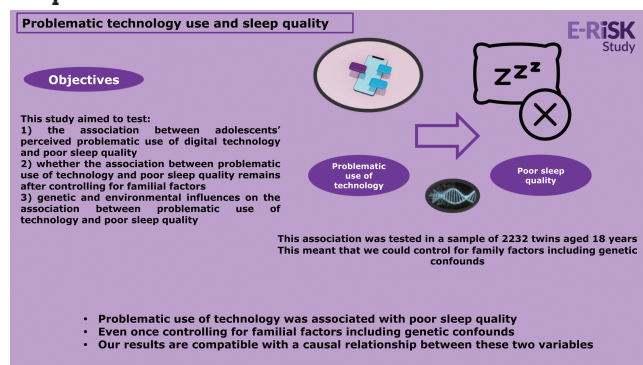 Problematic technology use and sleep quality
E-RiSK
Study
Objectives
This study aimed to test:
1) the association between adolescents'
perceived problematic use of digital technology
and poor sleep quality
2) whether the association between problematic
use of technology and poor sleep quality remains
after controlling for familial factors
3) genetic and environmental influences on the
association between problematic use of
technology and poor sleep quality
zzz
Problematic
use of
technology
Poor sleep
quality
This association was tested in a sample of 2232 twins aged 18 years
This meant that we could control for family factors including genetic
confounds
• Problematic use of technology was associated with poor sleep quality
• Even once controlling for familial factors including genetic confounds
• Our results are compatible with a causal relationship between these two variables